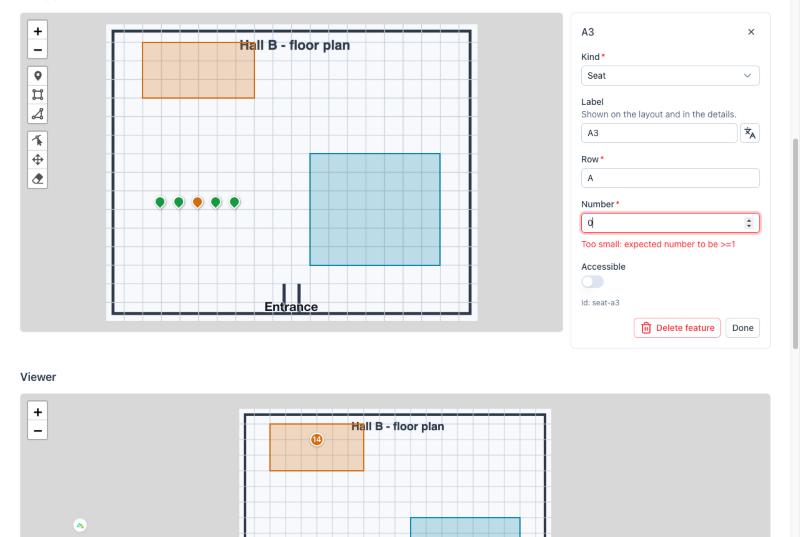 Hall B - floor plan
Entrance
A3
Kind*
Seat
Label
Shown on the layout and in the details.
A3
Row*
A
Number*
0
Too small: expected number to be >=1
Accessible
Id: seat-a3
Delete feature
Done
Viewer
Hall B - floor plan
14